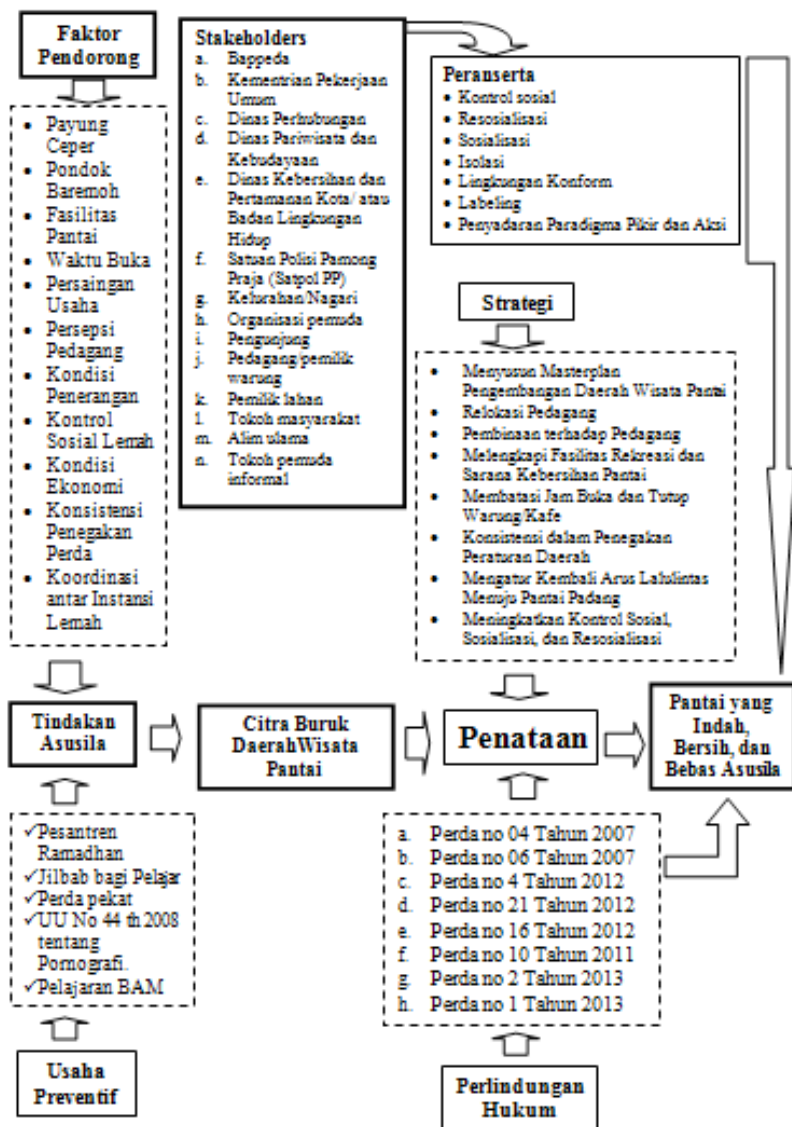 Faktor
Pendorong
• Payung
Ceper
• Pondok
Baremoh
• Fasilitas
Pantai
• Waktu Buka
• Persaingan
Usaha
• Persepsi
Pedagang
• Kondisi
Penerangan
• Kontrol
Sosial Lemah
• Kondisi
Ekonomi
• Konsistensi
Penegakan
Perda
• Koordinasi
antar Instansi
Lemah
Stakeholders
a. Bappeda
b. Kementrian Pekerjaan
Umum
c. Dinas Perhubungan
d. Dinas Pariwisata dan
Kebudayaan
e. Dinas Kebersihan dan
Pertamanan Kota/ atau
Badan Lingkungan
Hidup
f. Satuan Polisi Pamong
Praja (Satpol PP)
g. Kelurahan/Nagari
h. Organisasi pemuda
i. Pengunjung
j. Pedagang/pemilik
warung
k. Pemilik lahan
l. Tokoh masyarakat
m. Alim ulama
n. Tokoh pemuda
informal
Peranserta
• Kontrol sosial
• Resosialisasi
• Sosialisasi
• Isolasi
• Lingkungan Konform
• Labeling
• Penyadaran Paradigma Pikir dan Aksi
Strategi
• Menyusun Masterplan
Pengembangan Daerah Wisata Pantai
• Relokasi Pedagang
• Pembinaan terhadap Pedagang
• Melengkapi Fasilitas Rekreasi dan
Sarana Kebersihan Pantai
• Membatasi Jam Buka dan Tutup
Warung/Kafe
• Konsistensi dalam Penegakan
Peraturan Daerah
• Mengatur Kembali Arus Lalulintas
Menuju Pantai Padang
• Meningkatkan Kontrol Sosial,
Sosialisasi, dan Resosialisasi
Tindakan
Asusila
Citra Buruk
DaerahWisata
Pantai
Penataan
Pantai yang
Indah,
Bersih, dan
Bebas Asusila
✓Pesantren
Ramadhan
✓Jilbab bagi Pelajar
✓Perda pekat
✓UU No 44 th 2008
tentang
Pornografi.
✓Pelajaran BAM
a. Perda no 04 Tahun 2007
b. Perda no 06 Tahun 2007
c. Perda no 4 Tahun 2012
d. Perda no 21 Tahun 2012
e. Perda no 16 Tahun 2012
f. Perda no 10 Tahun 2011
g. Perda no 2 Tahun 2013
h. Perda no 1 Tahun 2013
Usaha
Preventif
Perlindungan
Hukum